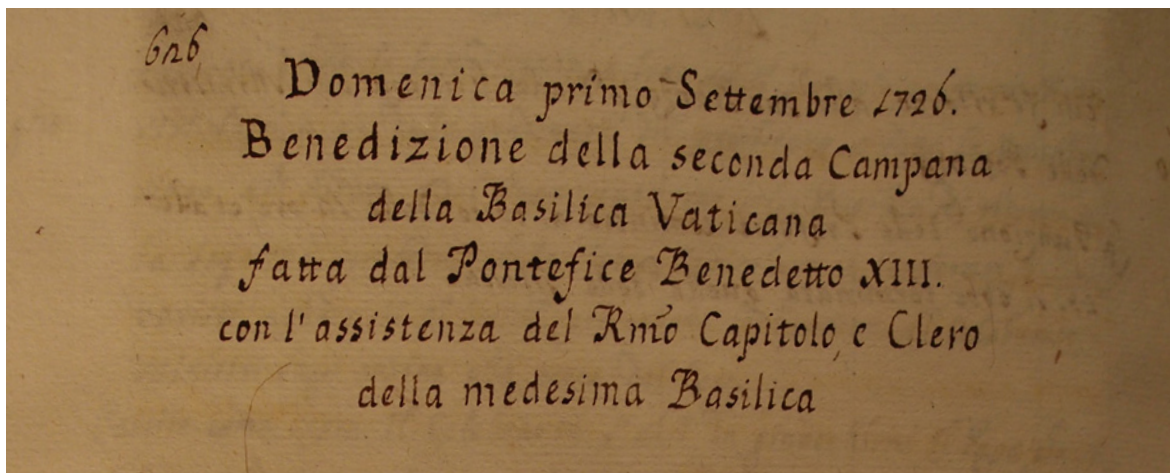 626
Domenica primo Settembre 1726.
Benedizione della seconda Campana
della Basilica Vaticana
fatta dal Pontefice Benedetto XIII.
con l'assistenza del Rmõ Capitolo, e Clero
della medesima Basilica